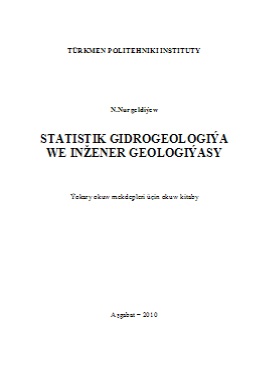 TÜRKMEN POLITEHNIKI INSTITUTY
N.Nurgeldiýew
STATISTIK GIDROGEOLOGIÝA
WE INŽENER GEOLOGIÝASY
Ýokary okuw mekdepleri üçin okuw kitaby
Aşgabat – 2010